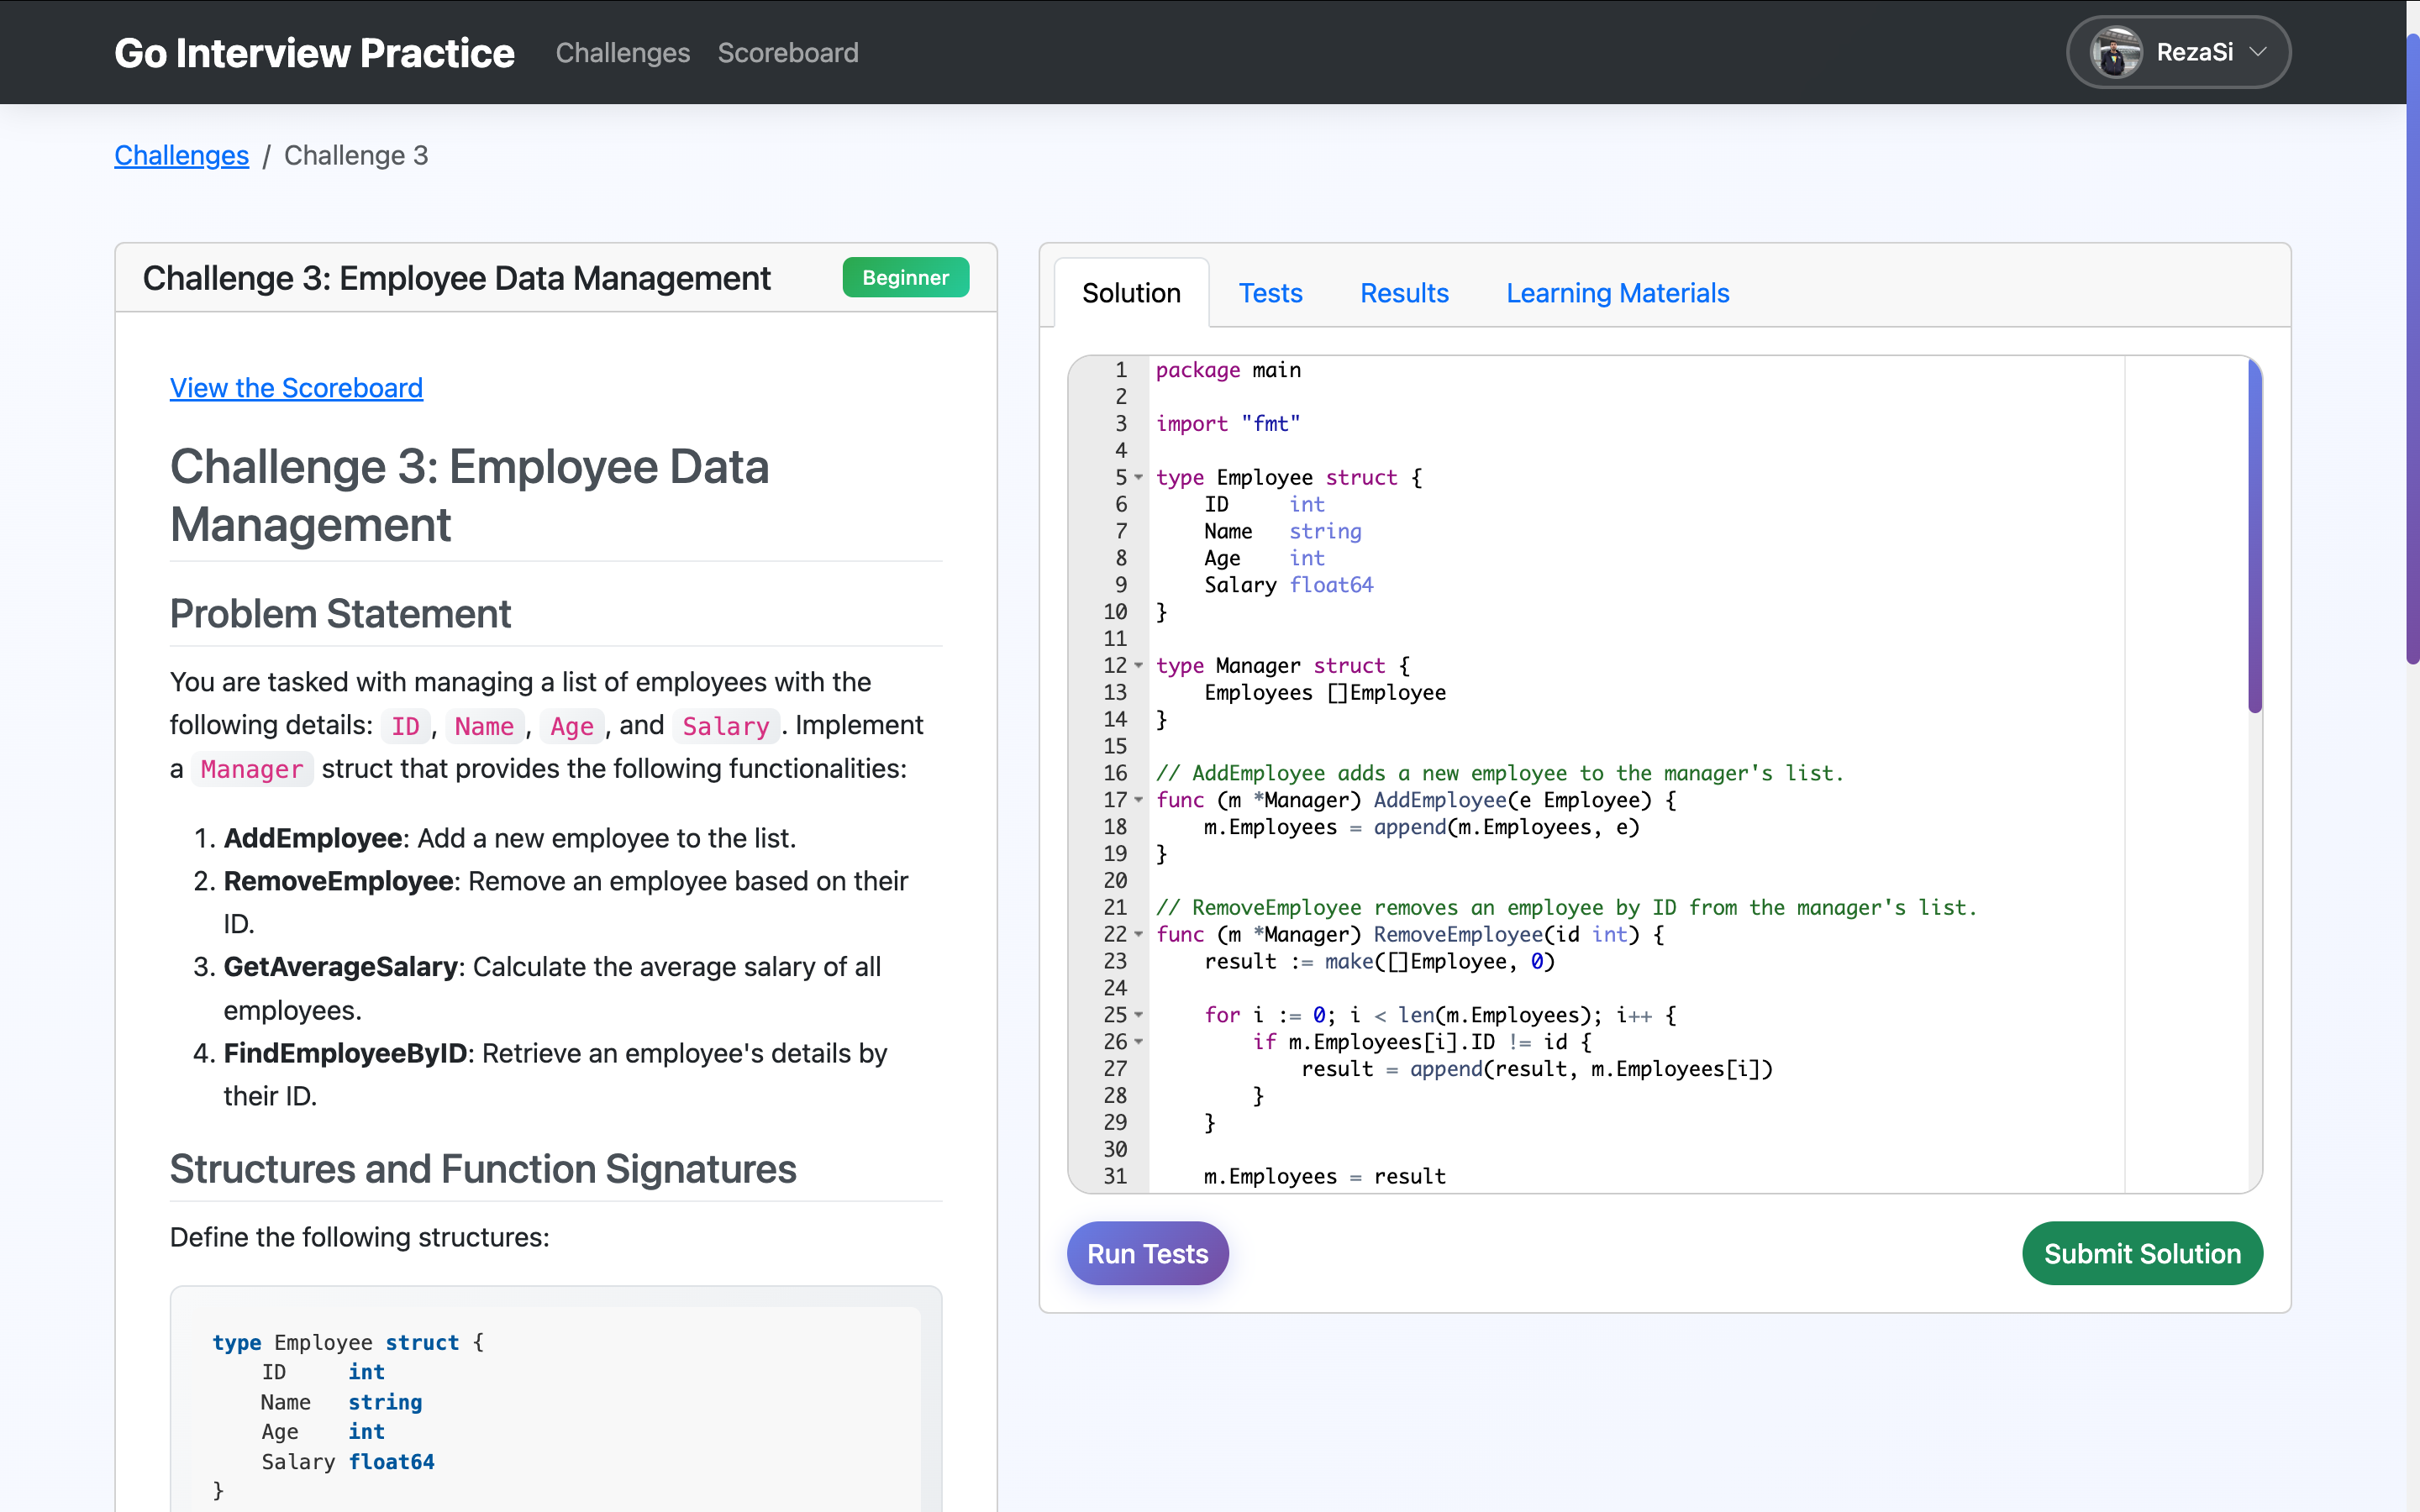 Go Interview Practice Challenges Scoreboard RezaSi
Challenges / Challenge 3
Challenge 3: Employee Data Management Beginner
View the Scoreboard
Challenge 3: Employee Data
Management
Problem Statement
You are tasked with managing a list of employees with the
following details: ID, Name, Age, and Salary. Implement
a Manager struct that provides the following functionalities:
1. AddEmployee: Add a new employee to the list.
2. RemoveEmployee: Remove an employee based on their
ID.
3. GetAverageSalary: Calculate the average salary of all
employees.
4. FindEmployeeByID: Retrieve an employee's details by
their ID.
Structures and Function Signatures
Define the following structures:
type Employee struct {
ID int
Name string
Age int
Salary float64
}
Solution Tests Results Learning Materials
1 package main
2
3 import "fmt"
4
5 type Employee struct {
6 ID int
7 Name string
8 Age int
9 Salary float64
10 }
11
12 type Manager struct {
13 Employees []Employee
14 }
15
16 // AddEmployee adds a new employee to the manager's list.
17 func (m *Manager) AddEmployee(e Employee) {
18 m.Employees = append(m.Employees, e)
19 }
20
21 // RemoveEmployee removes an employee by ID from the manager's list.
22 func (m *Manager) RemoveEmployee(id int) {
23 result := make([]Employee, 0)
24
25 for i := 0; i < len(m.Employees); i++ {
26 if m.Employees[i].ID != id {
27 result = append(result, m.Employees[i])
28 }
29 }
30
31 m.Employees = result
Run Tests Submit Solution